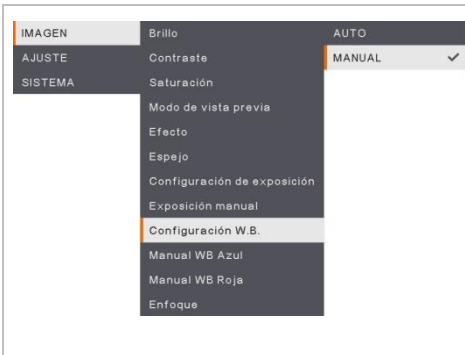 IMAGEN
AJUSTE
SISTEMA
Brillo
Contraste
Saturación
Modo de vista previa
Efecto
Espejo
Configuración de exposición
Exposición manual
Configuración W.B.
Manual WB Azul
Manual WB Roja
Enfoque
AUTO
MANUAL